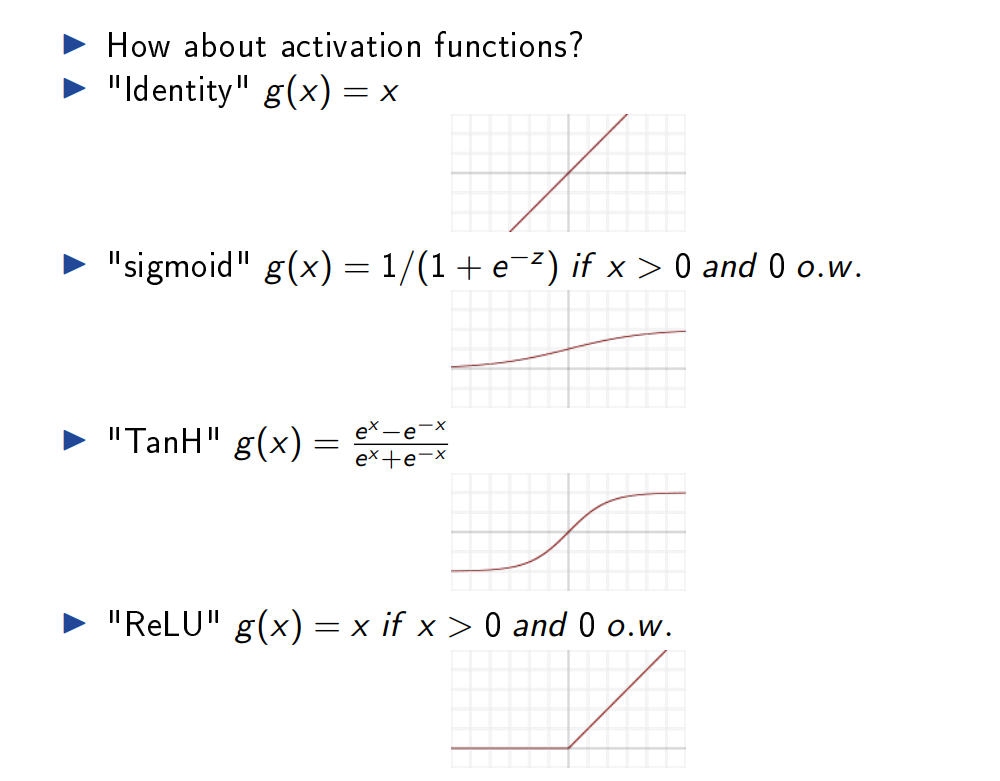 ▶ How about activation functions?
▶ "Identity" g(x) = x
▶ "sigmoid" g(x) = 1/(1 + e^{−z}) if x > 0 and 0 o.w.
▶ "TanH" g(x) = \frac{e^x−e^{−x}}{e^x+e^{−x}}
▶ "ReLU" g(x) = x if x > 0 and 0 o.w.